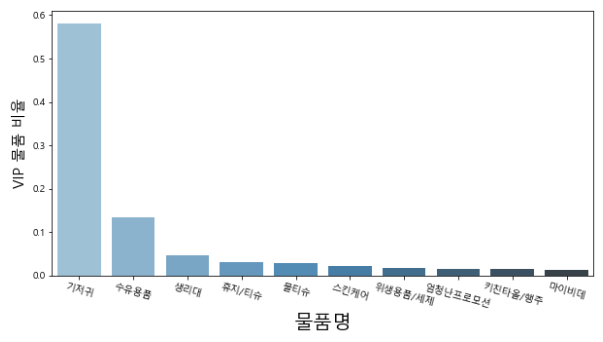 0.6
0.5
0.4
0.3
0.2
0.1
0.0
VIP 물품 비율
기저귀
수유용품
생리대
휴지/티슈
물티슈
스킨케어
위생용품/세제
엄청난프로모션
키친타올/행주
마이비데
물품명